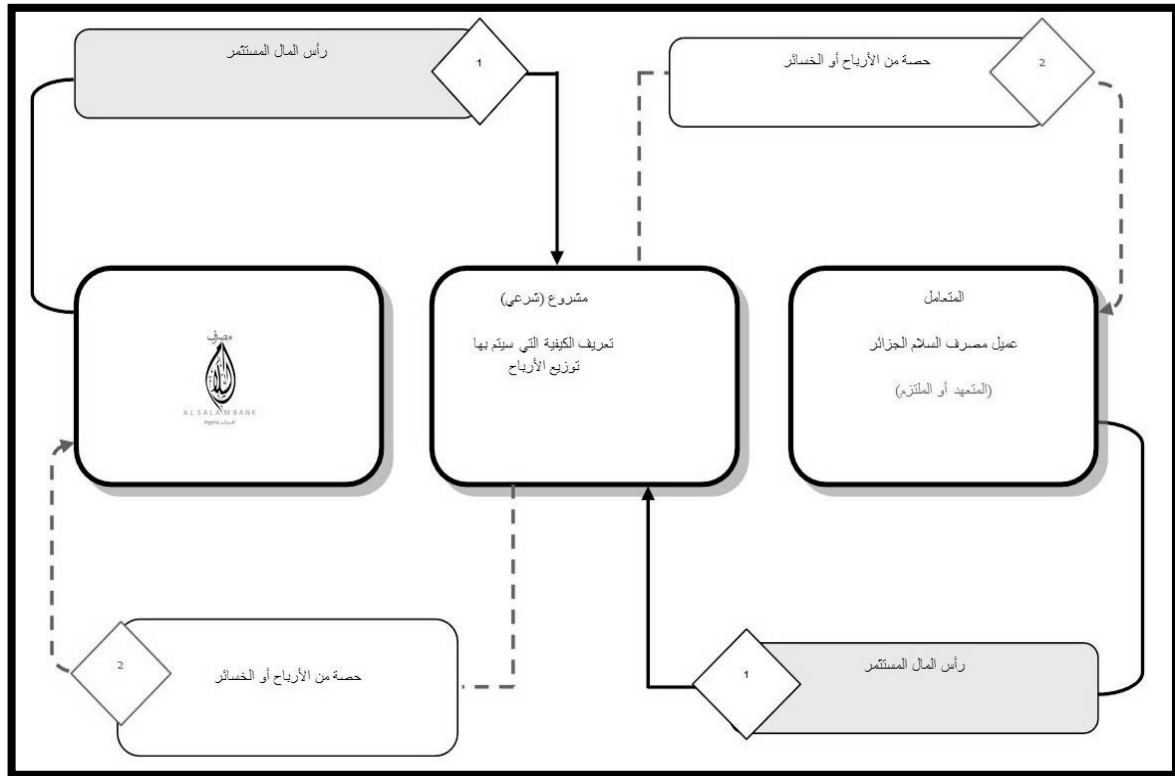 رأس المال المستثمر
1
حصة من الأرباح أو الخسائر
2
المتعامل
عميل مصرف السلام الجزائر
(المتعهد أو الملتزم)
مشروع (شرعي)
تعريف الكيفية التي سيتم بها
توزيع الأرباح
مصرف
السلام
AL SALAM BANK
Algeria الجزائر
رأس المال المستثمر
1
حصة من الأرباح أو الخسائر
2